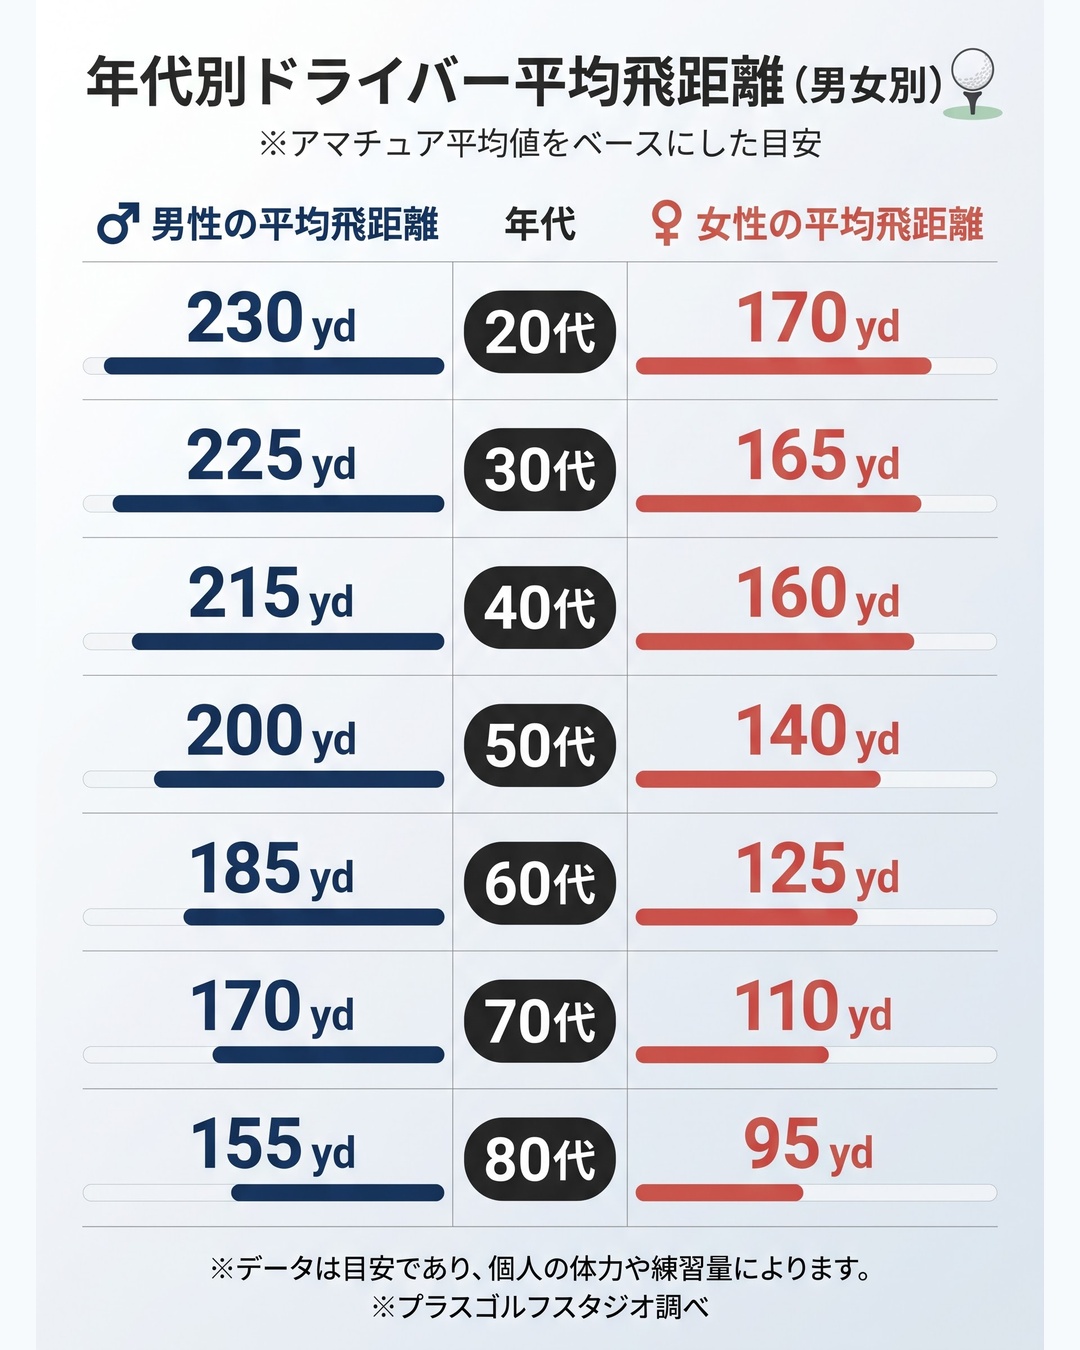 年代別ドライバー平均飛距離（男女別）
※アマチュア平均値をベースにした目安
♂ 男性の平均飛距離 年代 ♀ 女性の平均飛距離
230 yd 20代 170 yd
225 yd 30代 165 yd
215 yd 40代 160 yd
200 yd 50代 140 yd
185 yd 60代 125 yd
170 yd 70代 110 yd
155 yd 80代 95 yd
※データは目安であり、個人の体力や練習量によります。
※プラスゴルフスタジオ調べ